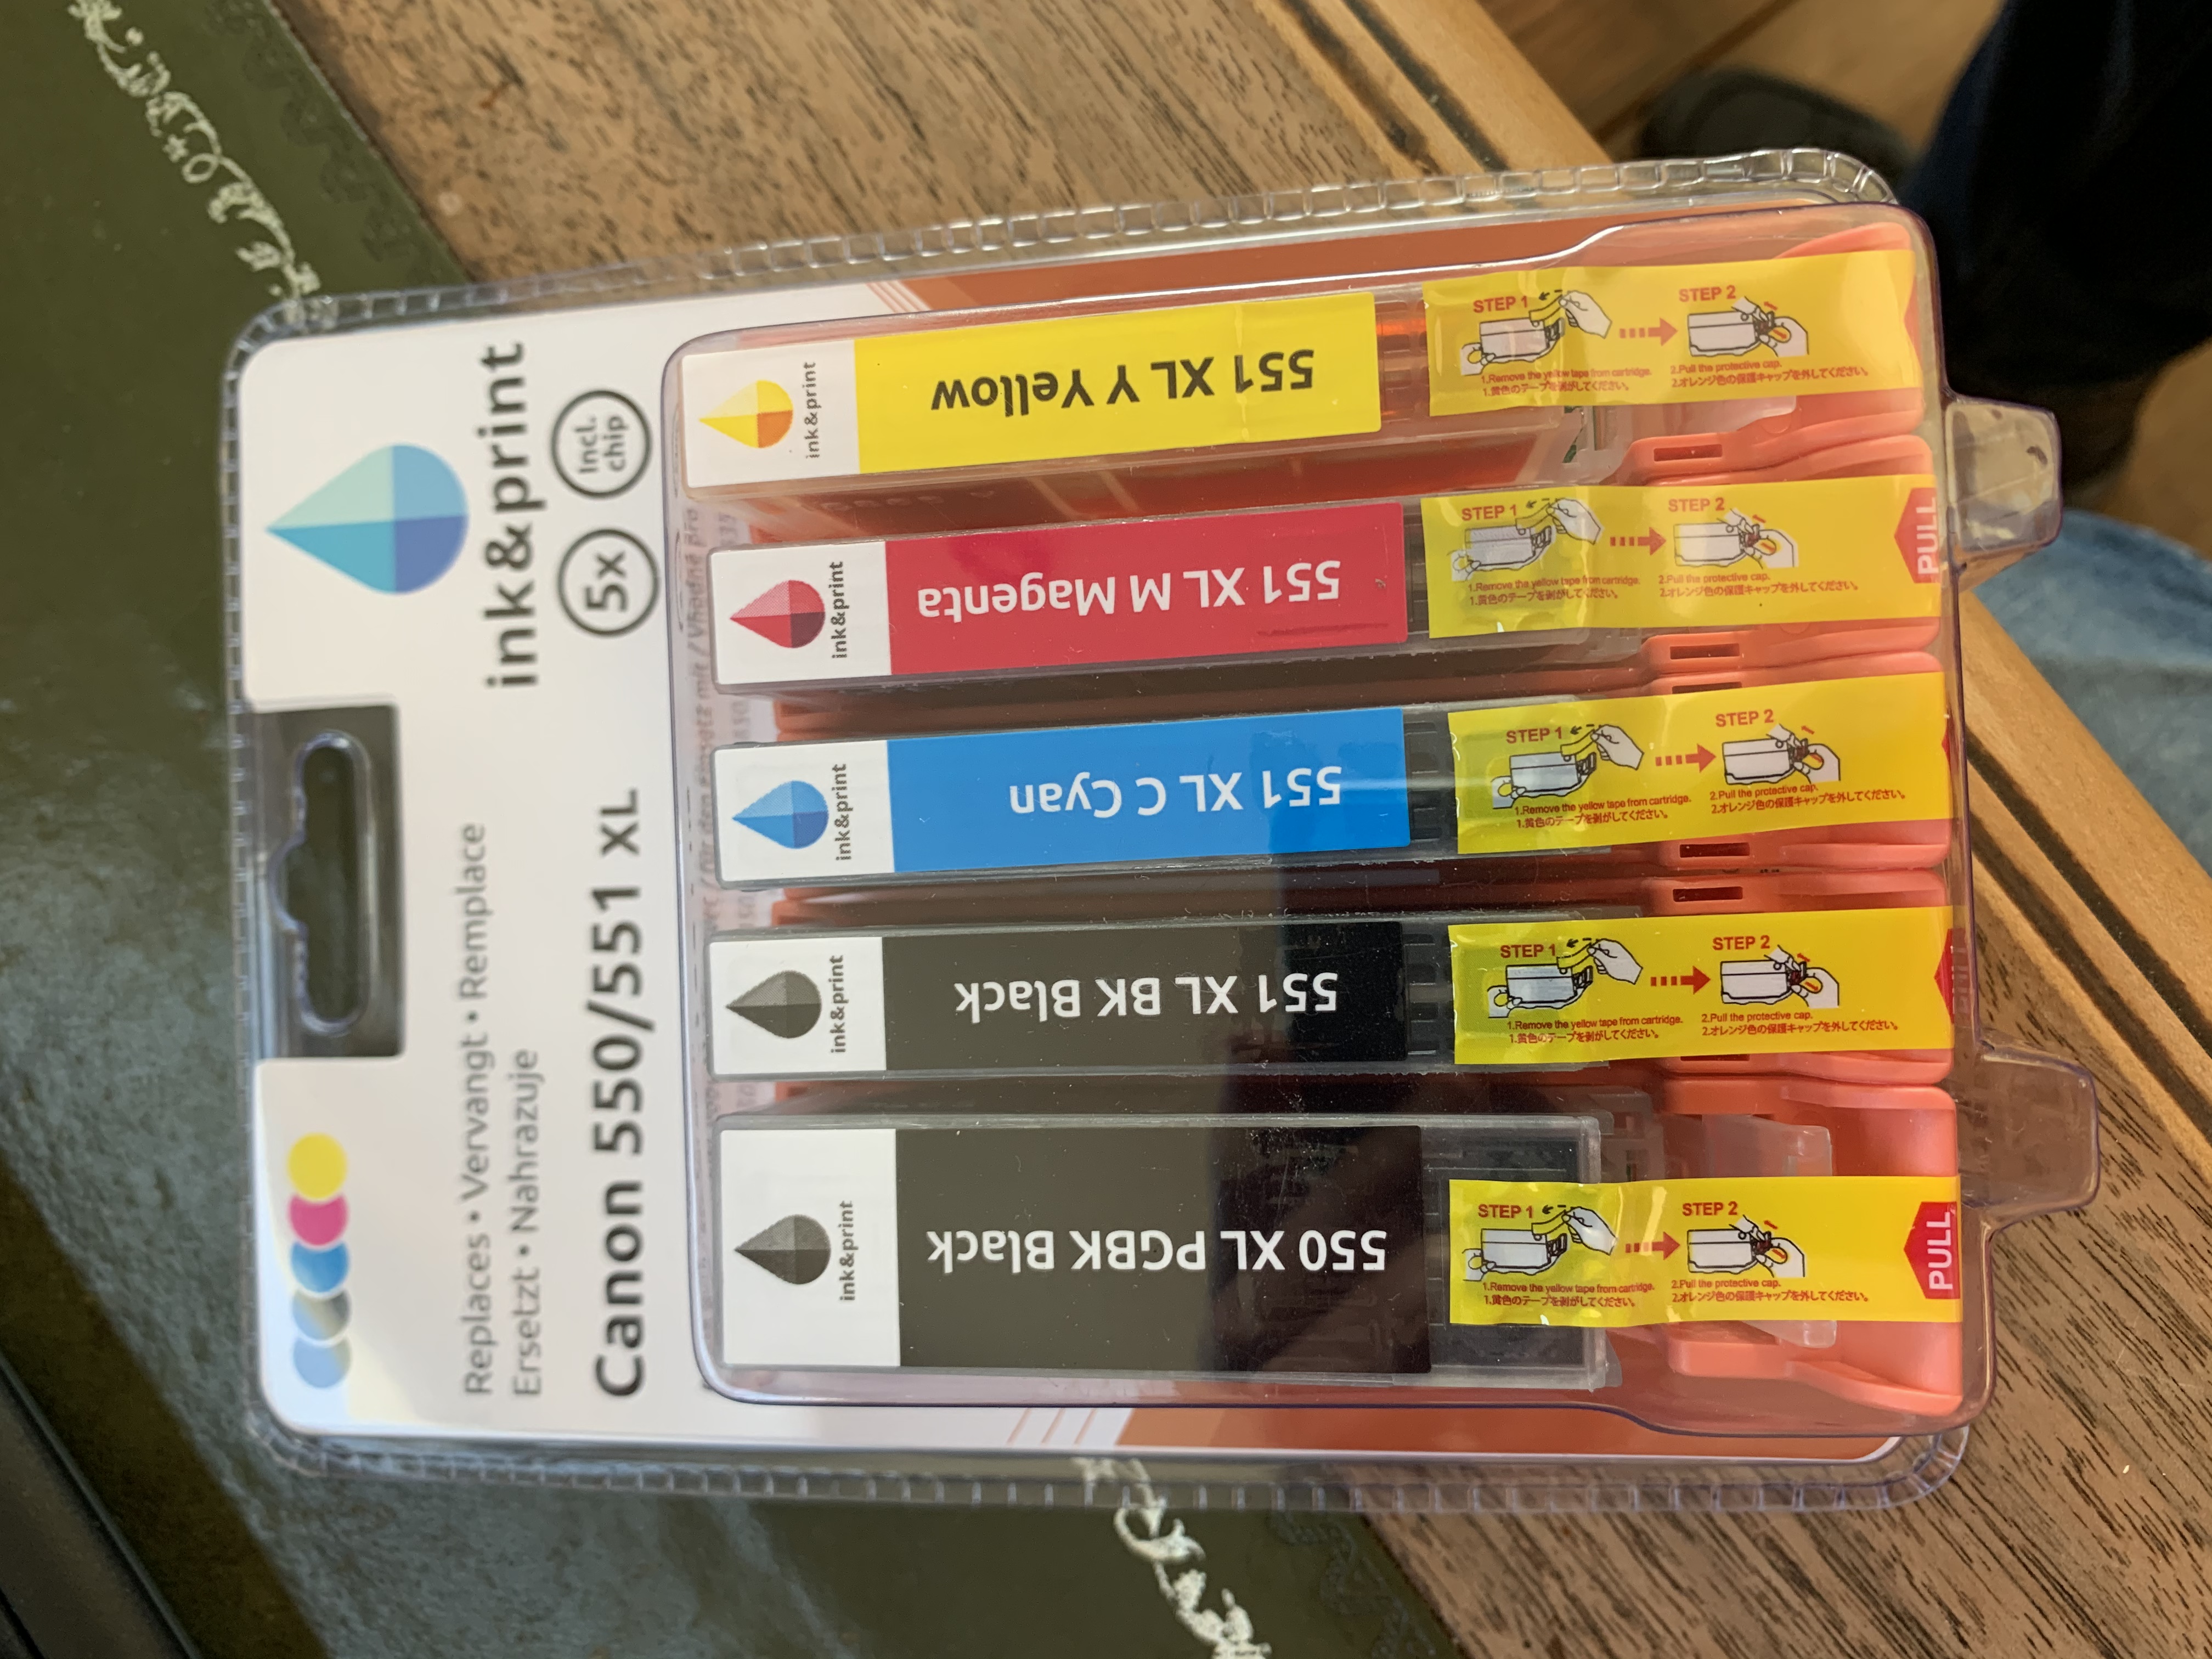 ink&print
5x
Incl.
chip
Replaces • Vervangt • Remplace
Ersetzt • Nahrazuje
Canon 550/551 XL
ink&print
550 XL PGBK Black
ink&print
551 XL BK Black
ink&print
551 XL C Cyan
ink&print
551 XL M Magenta
ink&print
551 XL Y Yellow
STEP 1
STEP 2
1.Remove the yellow tape from cartridge.
1.黄色のテープを剥がしてください。
2.Pull the protective cap.
2.オレンジ色の保護キャップを外してください。
PULL
STEP 1
STEP 2
1.Remove the yellow tape from cartridge.
1.黄色のテープを剥がしてください。
2.Pull the protective cap.
2.オレンジ色の保護キャップを外してください。
PULL
STEP 1
STEP 2
1.Remove the yellow tape from cartridge.
1.黄色のテープを剥がしてください。
2.Pull the protective cap.
2.オレンジ色の保護キャップを外してください。
STEP 1
STEP 2
1.Remove the yellow tape from cartridge.
1.黄色のテープを剥がしてください。
2.Pull the protective cap.
2.オレンジ色の保護キャップを外してください。
PULL
STEP 1
STEP 2
1.Remove the yellow tape from cartridge.
1.黄色のテープを剥がしてください。
2.Pull the protective cap.
2.オレンジ色の保護キャップを外してください。